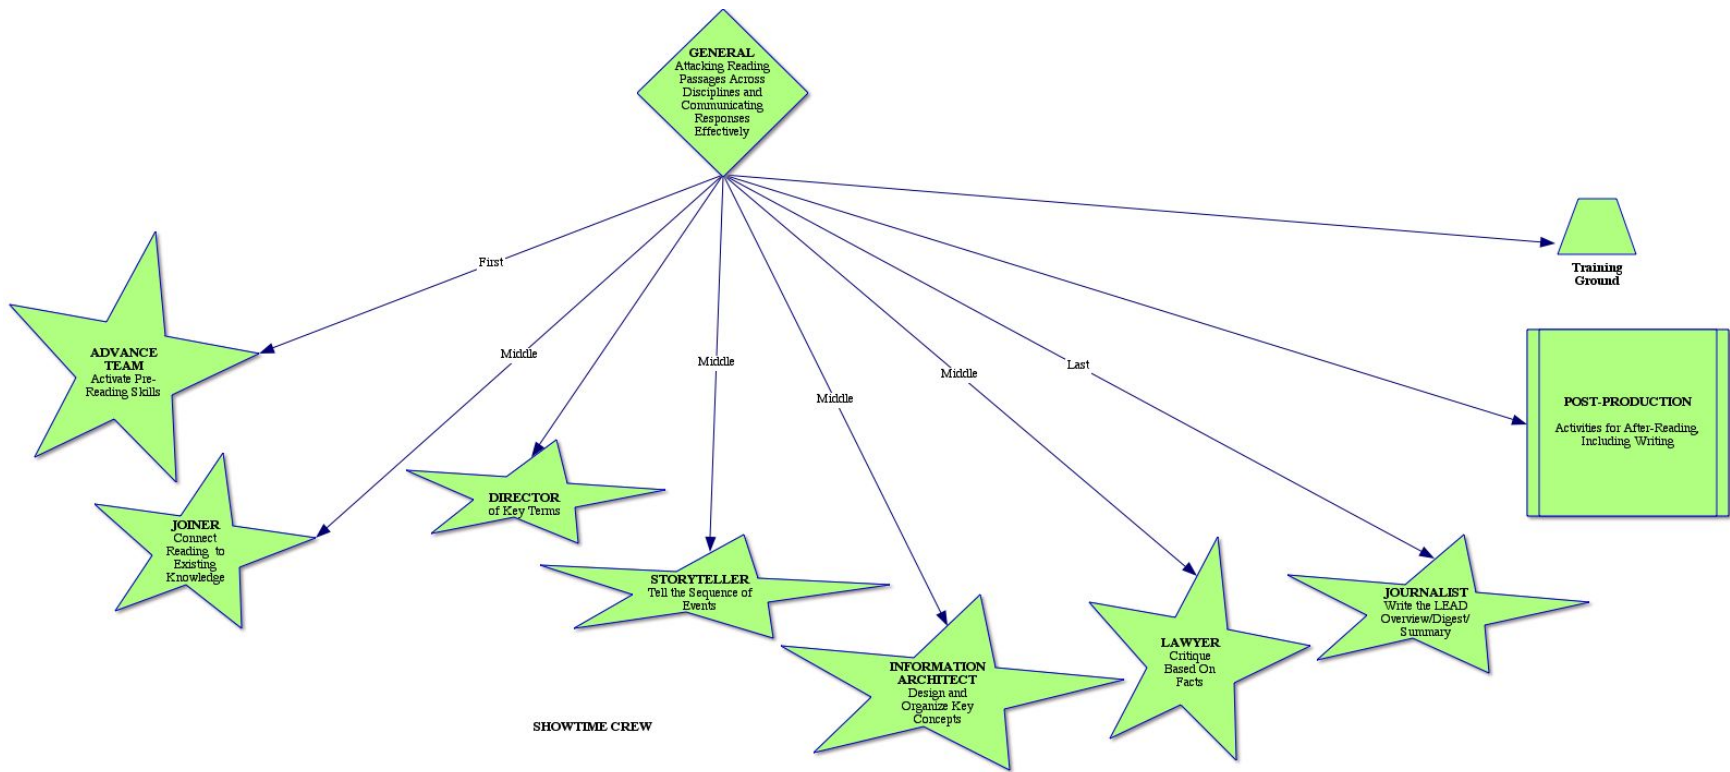 GENERAL
Attacking Reading
Passages Across
Disciplines and
Communicating
Responses
Effectively
First
Middle
Middle
Middle
Middle
Last
Training
Ground
ADVANCE
TEAM
Activate Pre-
Reading Skills
POST-PRODUCTION
Activities for After-Reading,
Including Writing
JOINER
Connect
Reading to
Existing
Knowledge
DIRECTOR
of Key Terms
STORYTELLER
Tell the Sequence of
Events
INFORMATION
ARCHITECT
Design and
Organize Key
Concepts
LAWYER
Critique
Based On
Facts
JOURNALIST
Write the LEAD
Overview/Digest/
Summary
SHOWTIME CREW